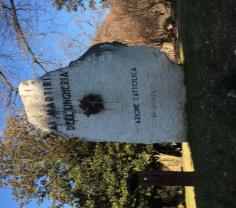 AI MARTIRI
DELL'UNGHERIA
AZIONE CATTOLICA